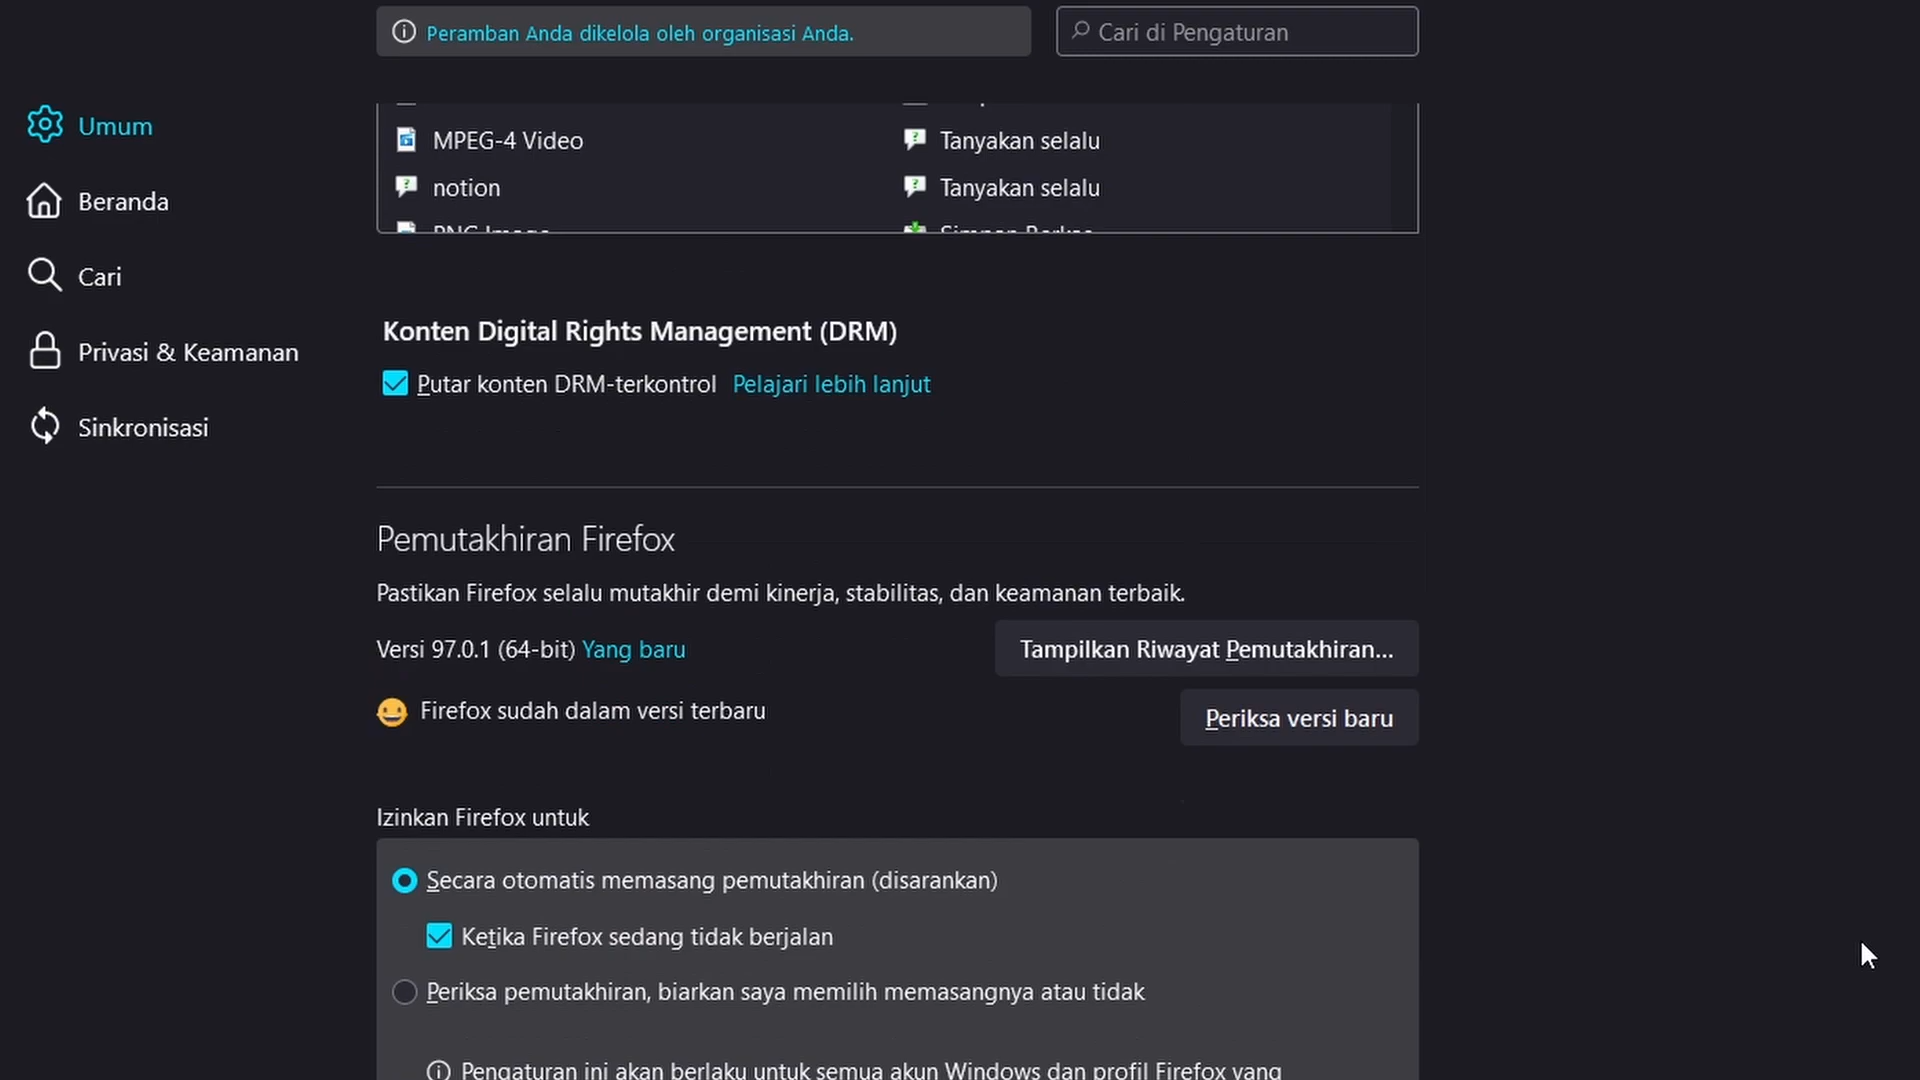 Peramban Anda dikelola oleh organisasi Anda.
Cari di Pengaturan
Umum
Beranda
Cari
Privasi & Keamanan
Sinkronisasi
MPEG-4 Video Tanyakan selalu
notion Tanyakan selalu
PNG Image Simpan Berkas
Konten Digital Rights Management (DRM)
Putar konten DRM-terkontrol Pelajari lebih lanjut
Pemutakhiran Firefox
Pastikan Firefox selalu mutakhir demi kinerja, stabilitas, dan keamanan terbaik.
Versi 97.0.1 (64-bit) Yang baru
Tampilkan Riwayat Pemutakhiran...
Firefox sudah dalam versi terbaru
Periksa versi baru
Izinkan Firefox untuk
Secara otomatis memasang pemutakhiran (disarankan)
Ketika Firefox sedang tidak berjalan
Periksa pemutakhiran, biarkan saya memilih memasangnya atau tidak
Pengaturan ini akan berlaku untuk semua akun Windows dan profil Firefox yang